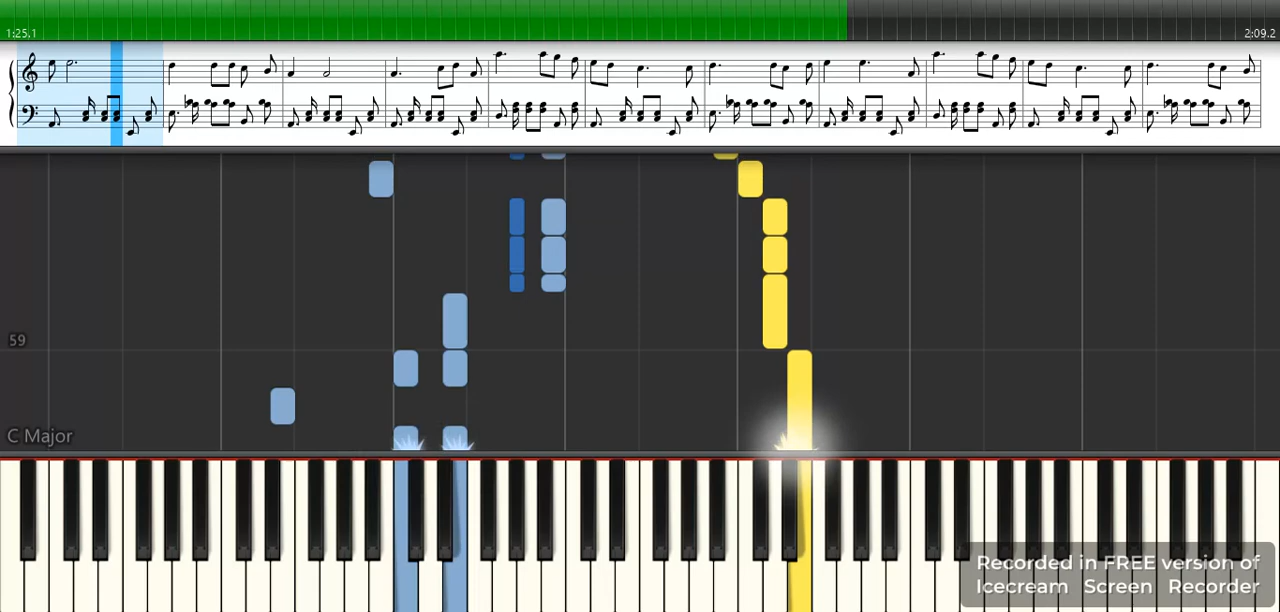 1:25.1
2:09.2
59
C Major
Recorded in FREE version of
Icecream Screen Recorder